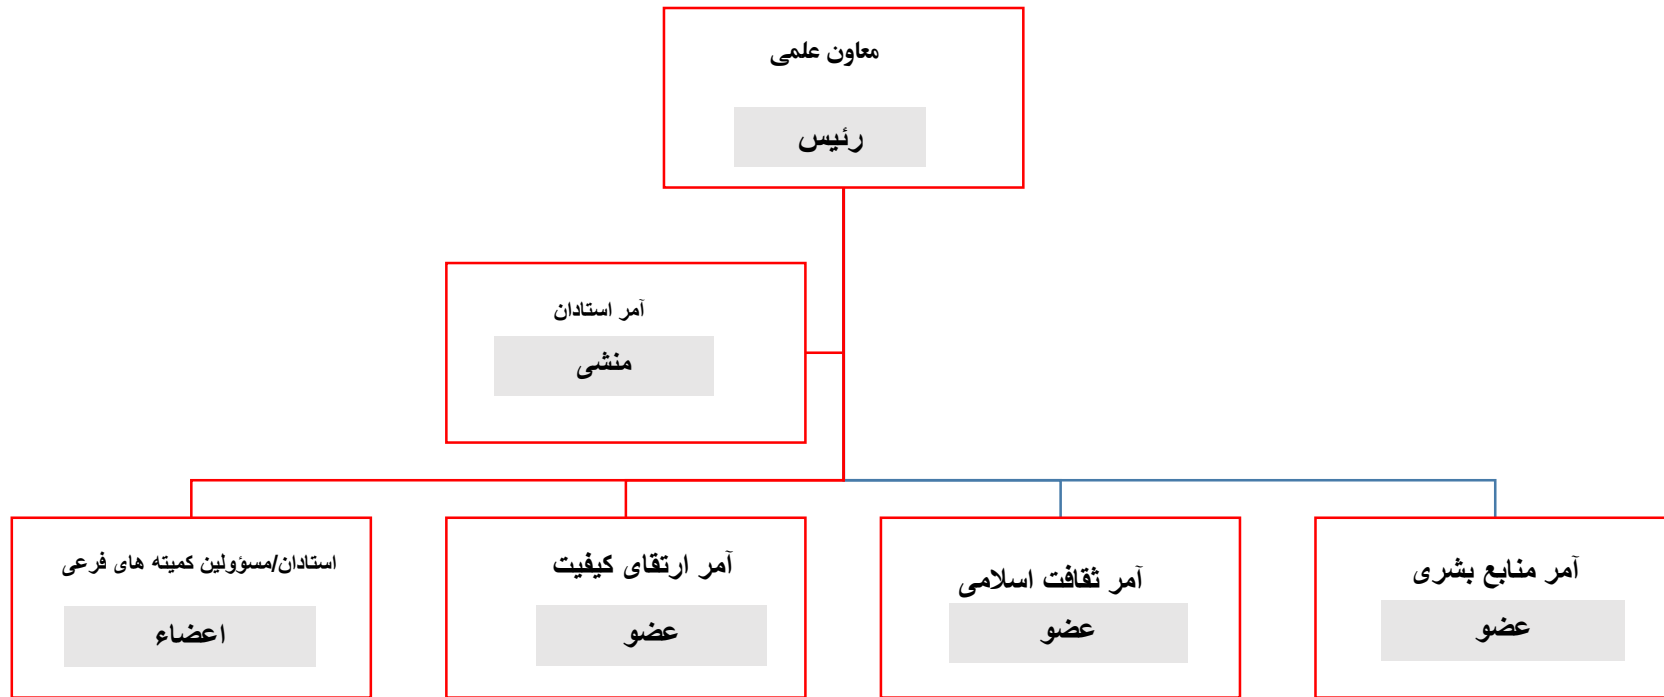 معاون علمی
رئیس
آمر استادان
منشی
آمر منابع بشری
عضو
آمر ثقافت اسلامی
عضو
آمر ارتقای کیفیت
عضو
استادان/مسؤولین کمیته های فرعی
اعضاء